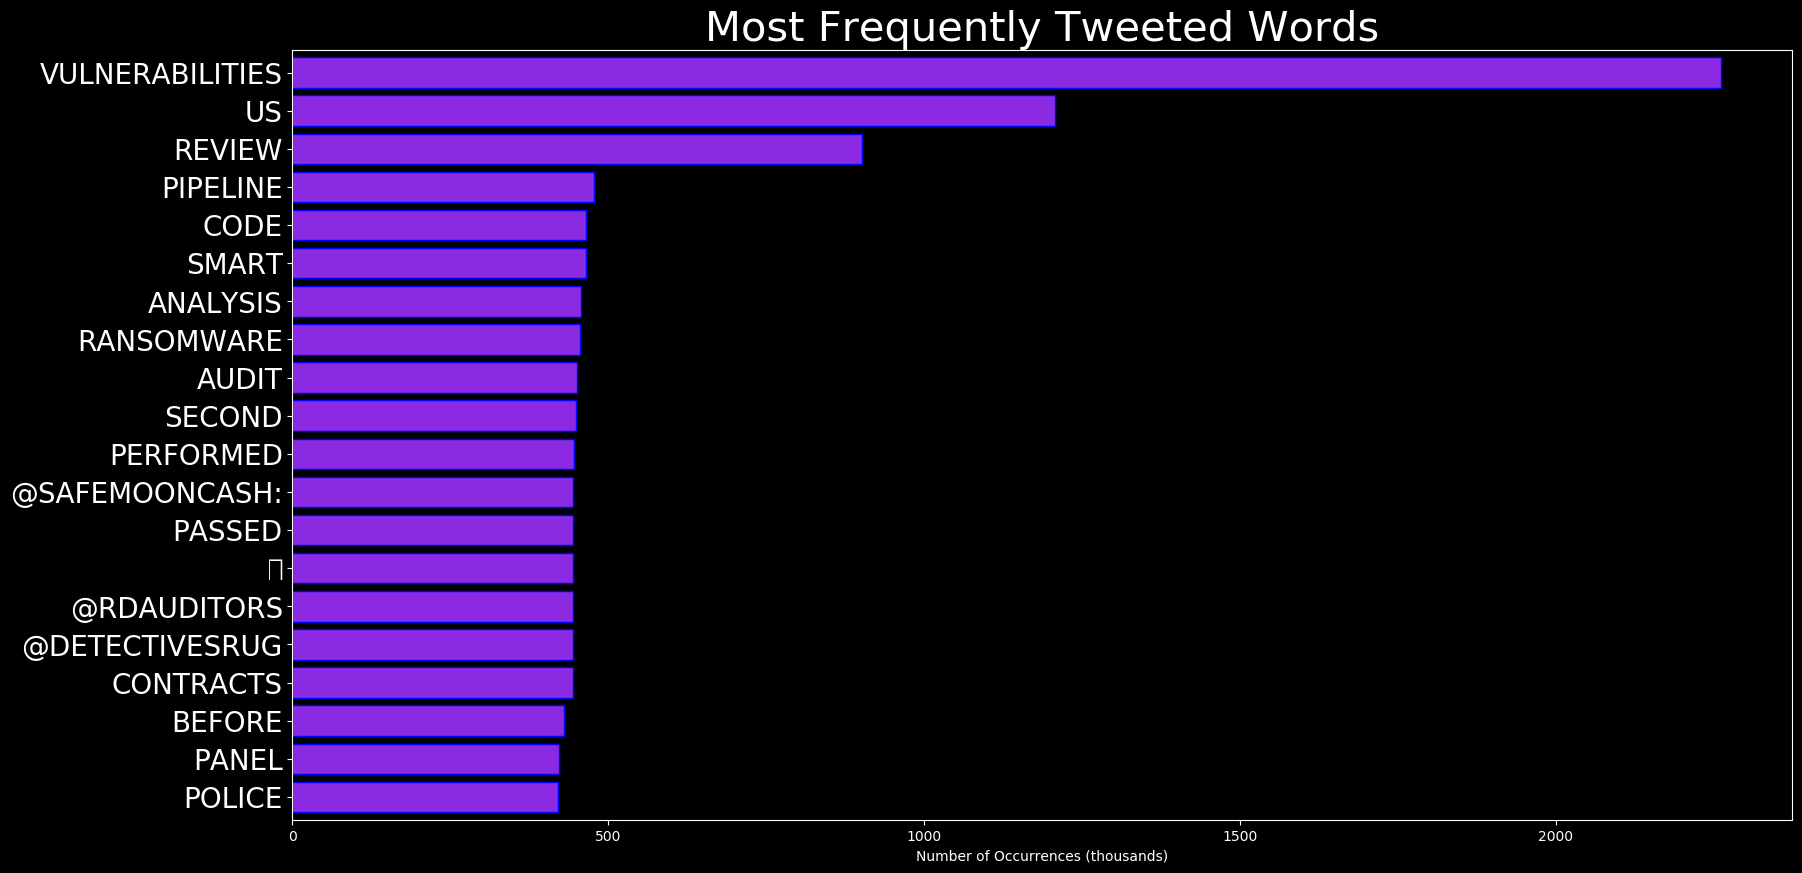 Most Frequently Tweeted Words
VULNERABILITIES
US
REVIEW
PIPELINE
CODE
SMART
ANALYSIS
RANSOMWARE
AUDIT
SECOND
PERFORMED
@SAFEMOONCASH:
PASSED
@RDAUDITORS
@DETECTIVESRUG
CONTRACTS
BEFORE
PANEL
POLICE
0 500 1000 1500 2000
Number of Occurrences (thousands)